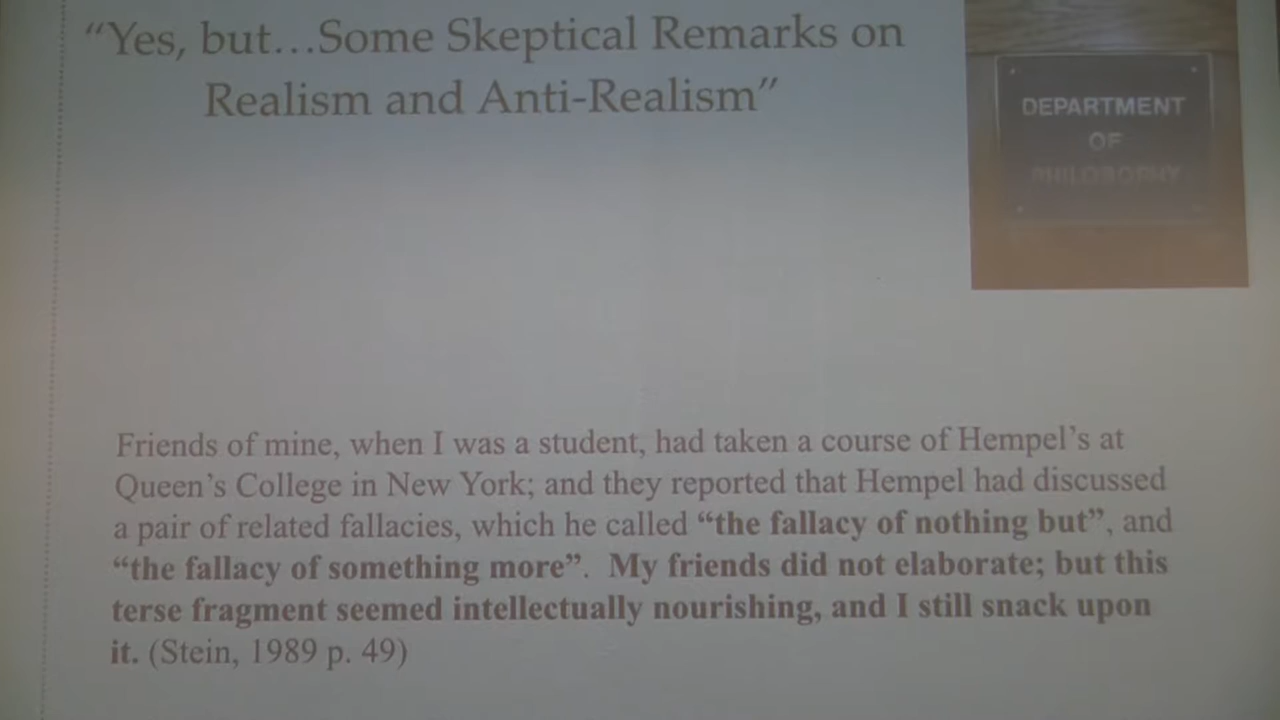 “Yes, but…Some Skeptical Remarks on
Realism and Anti-Realism”
DEPARTMENT
OF
PHILOSOPHY
Friends of mine, when I was a student, had taken a course of Hempel’s at
Queen’s College in New York; and they reported that Hempel had discussed
a pair of related fallacies, which he called “the fallacy of nothing but”, and
“the fallacy of something more”. My friends did not elaborate; but this
terse fragment seemed intellectually nourishing, and I still snack upon
it. (Stein, 1989 p. 49)